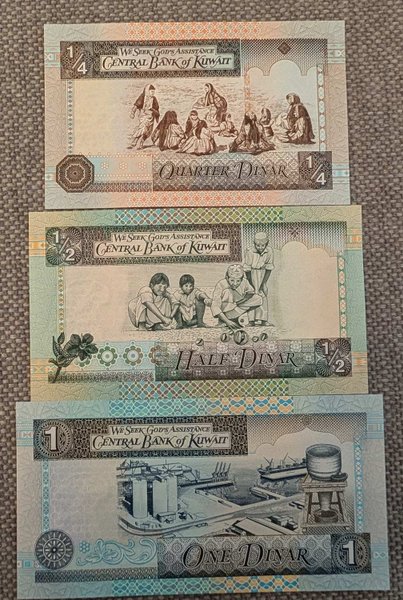 1/4
We Seek God's Assistance
Central Bank of Kuwait
Quarter Dinar
1/4
1/2
We Seek God's Assistance
Central Bank of Kuwait
Half Dinar
1/2
1
We Seek God's Assistance
Central Bank of Kuwait
One Dinar
1